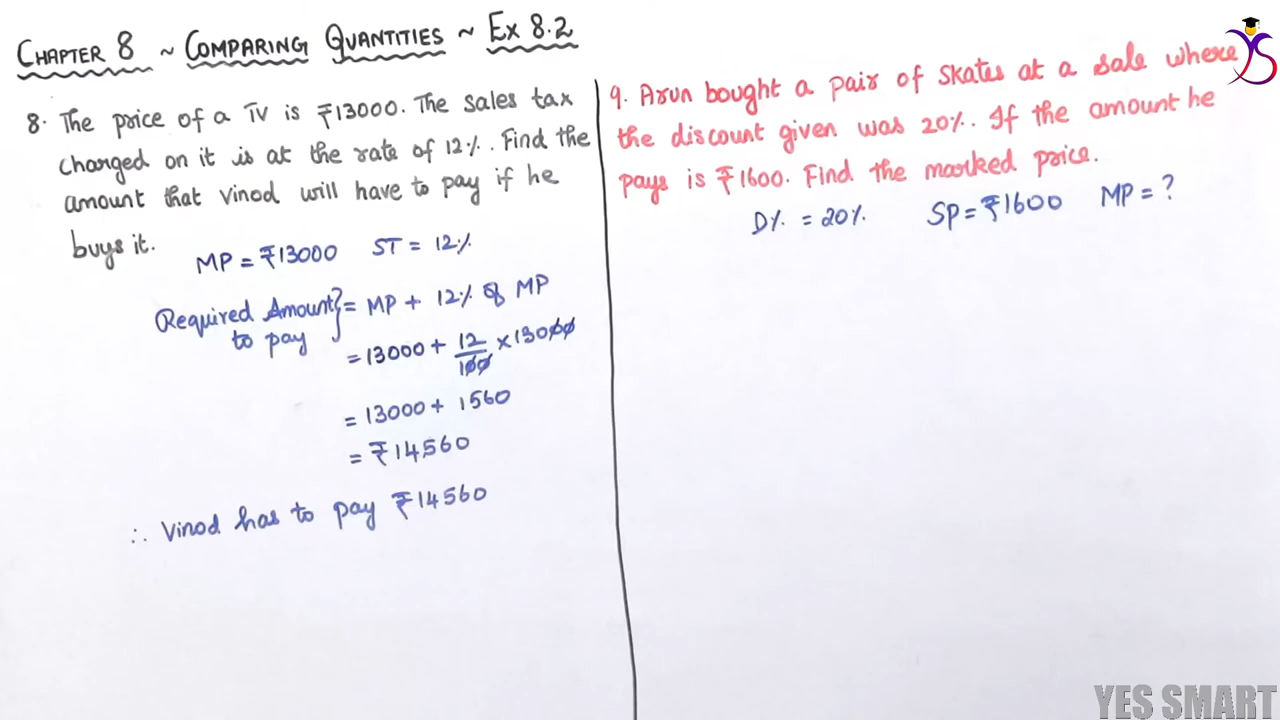 CHAPTER 8 ~ COMPARING QUANTITIES ~ Ex 8.2
8. The price of a TV is ₹13000. The sales tax
charged on it is at the rate of 12%. Find the
amount that Vinod will have to pay if he
buys it.
MP = ₹13000 ST = 12%
Required Amount to pay } = MP + 12% of MP
= 13000 + 12/100 × 13000
= 13000 + 1560
= ₹14560
∴ Vinod has to pay ₹14560
9. Arun bought a pair of skates at a sale where
the discount given was 20%. If the amount he
pays is ₹1600. Find the marked price.
D% = 20% SP = ₹1600 MP = ?
YS
YES SMART